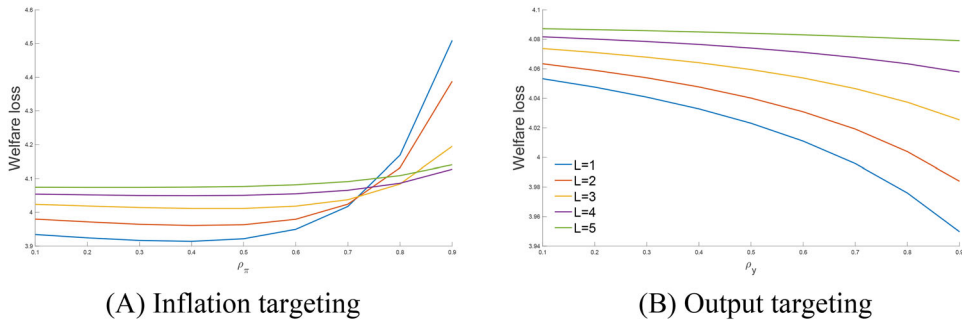 4.6
4.5
4.4
4.3
4.2
4.1
4
3.9
Welfare loss
0.1 0.2 0.3 0.4 0.5 0.6 0.7 0.8 0.9
ρπ
(A) Inflation targeting
4.1
4.08
4.06
4.04
4.02
4
3.98
3.96
3.94
Welfare loss
L=1
L=2
L=3
L=4
L=5
0.1 0.2 0.3 0.4 0.5 0.6 0.7 0.8 0.9
ρy
(B) Output targeting